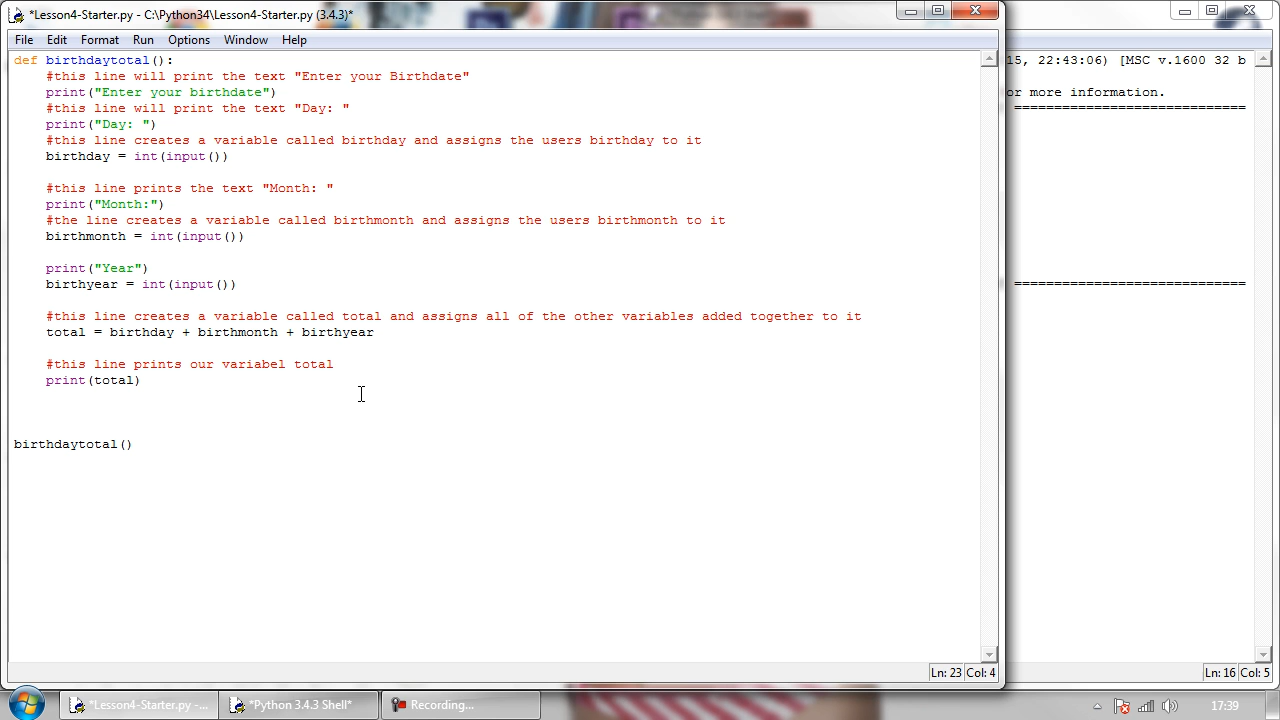 *Lesson4-Starter.py - C:\Python34\Lesson4-Starter.py (3.4.3)*
File Edit Format Run Options Window Help
def birthdaytotal():
    #this line will print the text "Enter your Birthdate"
    print("Enter your birthdate")
    #this line will print the text "Day: "
    print("Day: ")
    #this line creates a variable called birthday and assigns the users birthday to it
    birthday = int(input())
    #this line prints the text "Month: "
    print("Month:")
    #the line creates a variable called birthmonth and assigns the users birthmonth to it
    birthmonth = int(input())
    print("Year")
    birthyear = int(input())
    #this line creates a variable called total and assigns all of the other variables added together to it
    total = birthday + birthmonth + birthyear
    #this line prints our variabel total
    print(total)
birthdaytotal()
Ln: 23 Col: 4
15, 22:43:06) [MSC v.1600 32 b
or more information.
=============================
=============================
Ln: 16 Col: 5
*Lesson4-Starter.py -... *Python 3.4.3 Shell* Recording... 17:39